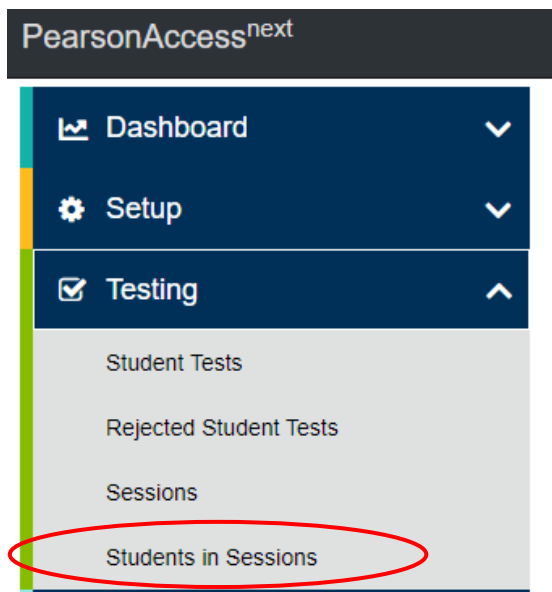 PearsonAccessnext
Dashboard
Setup
Testing
Student Tests
Rejected Student Tests
Sessions
Students in Sessions